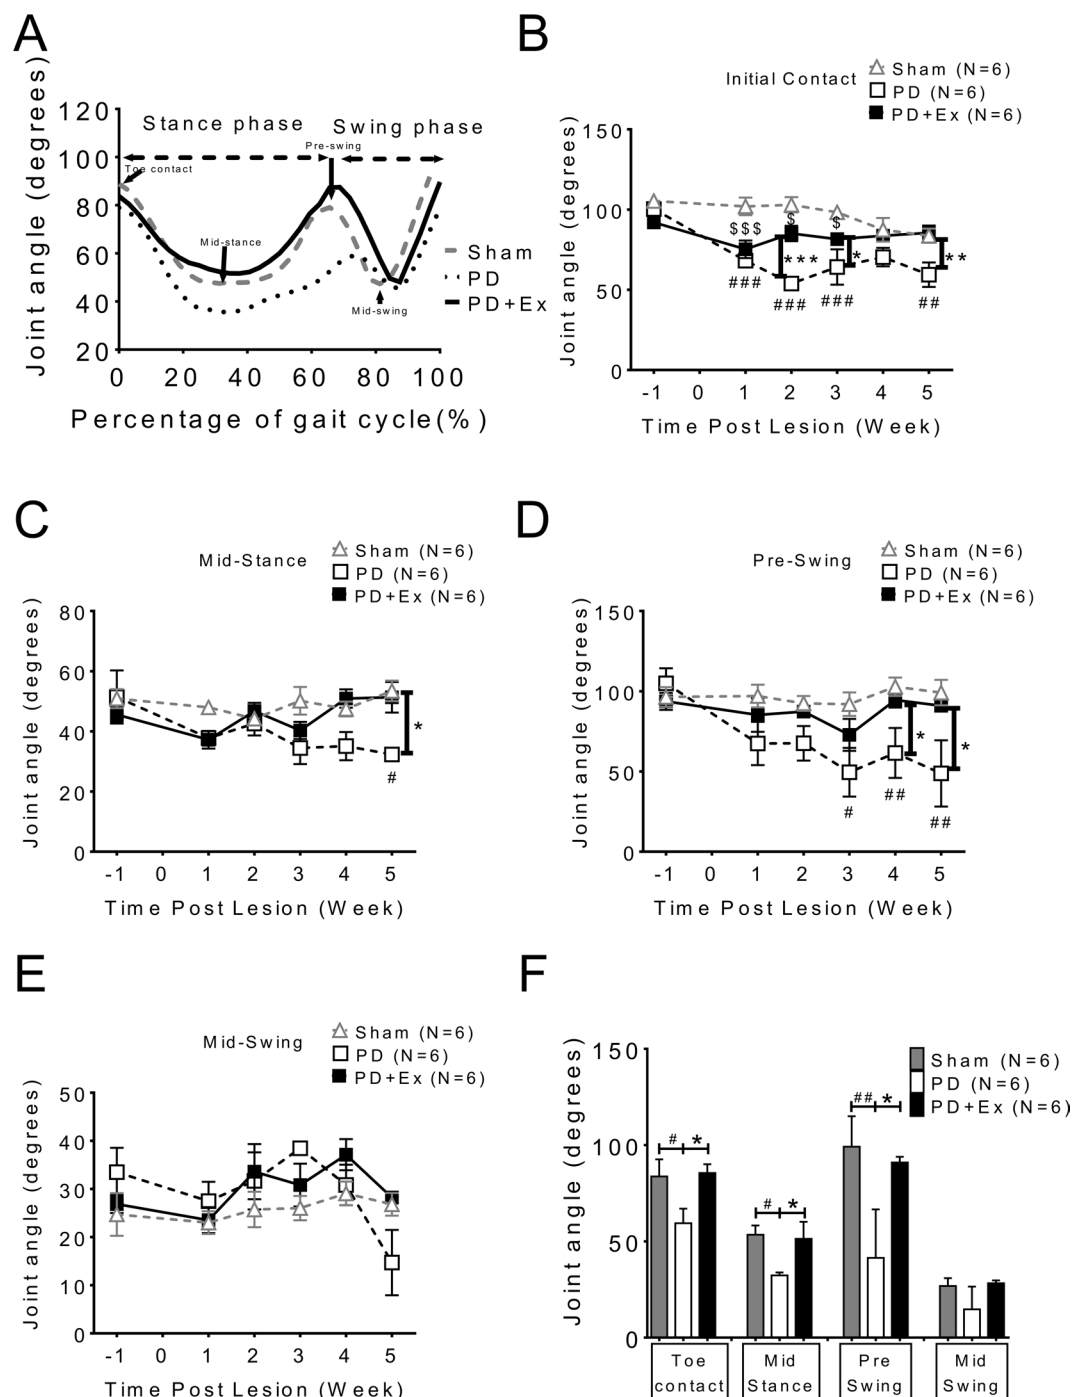 A
Joint angle (degrees)
120
100
80
60
40
20
Stance phase
Swing phase
Pre-swing
Toe contact
Mid-stance
Mid-swing
Sham
PD
PD+Ex
0 20 40 60 80 100
Percentage of gait cycle(%)
B
Initial Contact
Sham (N=6)
PD (N=6)
PD+Ex (N=6)
Joint angle (degrees)
150
100
50
0
$$$ $ $
*** * **
### ### ### ##
-1 0 1 2 3 4 5
Time Post Lesion (Week)
C
Mid-Stance
Sham (N=6)
PD (N=6)
PD+Ex (N=6)
Joint angle (degrees)
80
60
40
20
0
*
#
-1 0 1 2 3 4 5
Time Post Lesion (Week)
D
Pre-Swing
Sham (N=6)
PD (N=6)
PD+Ex (N=6)
Joint angle (degrees)
150
100
50
0
* *
# ## ##
-1 0 1 2 3 4 5
Time Post Lesion (Week)
E
Mid-Swing
Sham (N=6)
PD (N=6)
PD+Ex (N=6)
Joint angle (degrees)
50
40
30
20
10
0
-1 0 1 2 3 4 5
Time Post Lesion (Week)
F
Sham (N=6)
PD (N=6)
PD+Ex (N=6)
Joint angle (degrees)
150
100
50
0
# *
# *
## *
Toe
contact
Mid
Stance
Pre
Swing
Mid
Swing